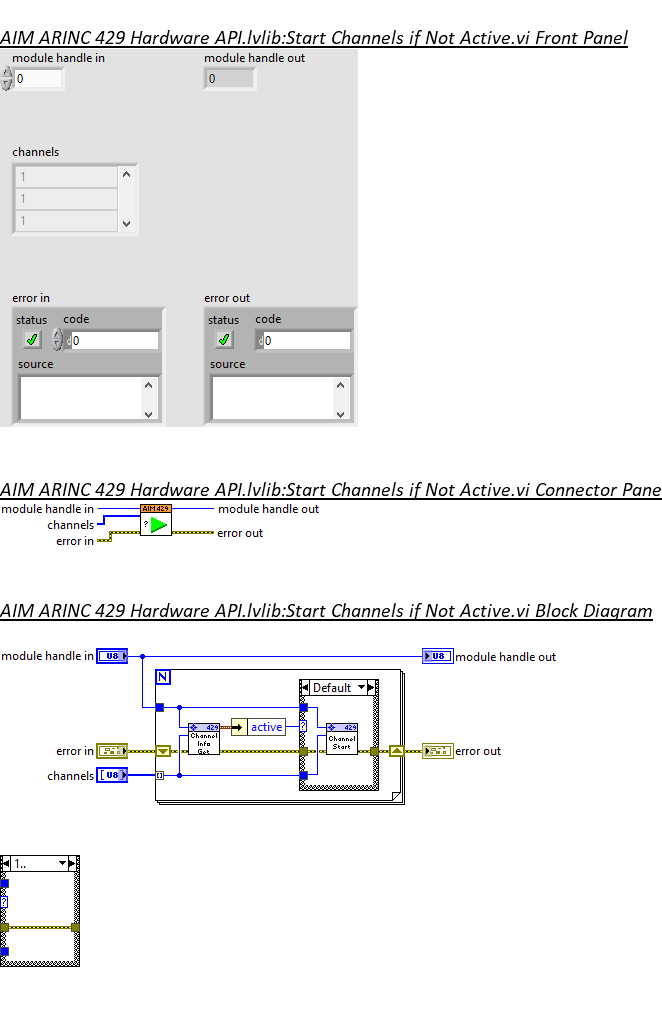 AIM ARINC 429 Hardware API.lvlib:Start Channels if Not Active.vi Front Panel
module handle in
module handle out
0
0
channels
1
1
1
error in
error out
status code
status code
d0
d0
source
source
AIM ARINC 429 Hardware API.lvlib:Start Channels if Not Active.vi Connector Pane
module handle in
AIM 429
module handle out
channels
?
error in
error out
AIM ARINC 429 Hardware API.lvlib:Start Channels if Not Active.vi Block Diagram
module handle in
U8
U8
module handle out
N
Default
429
active
?
429
Channel
Info
Get
Channel
Start
error in
error out
channels
[U8
1..
?